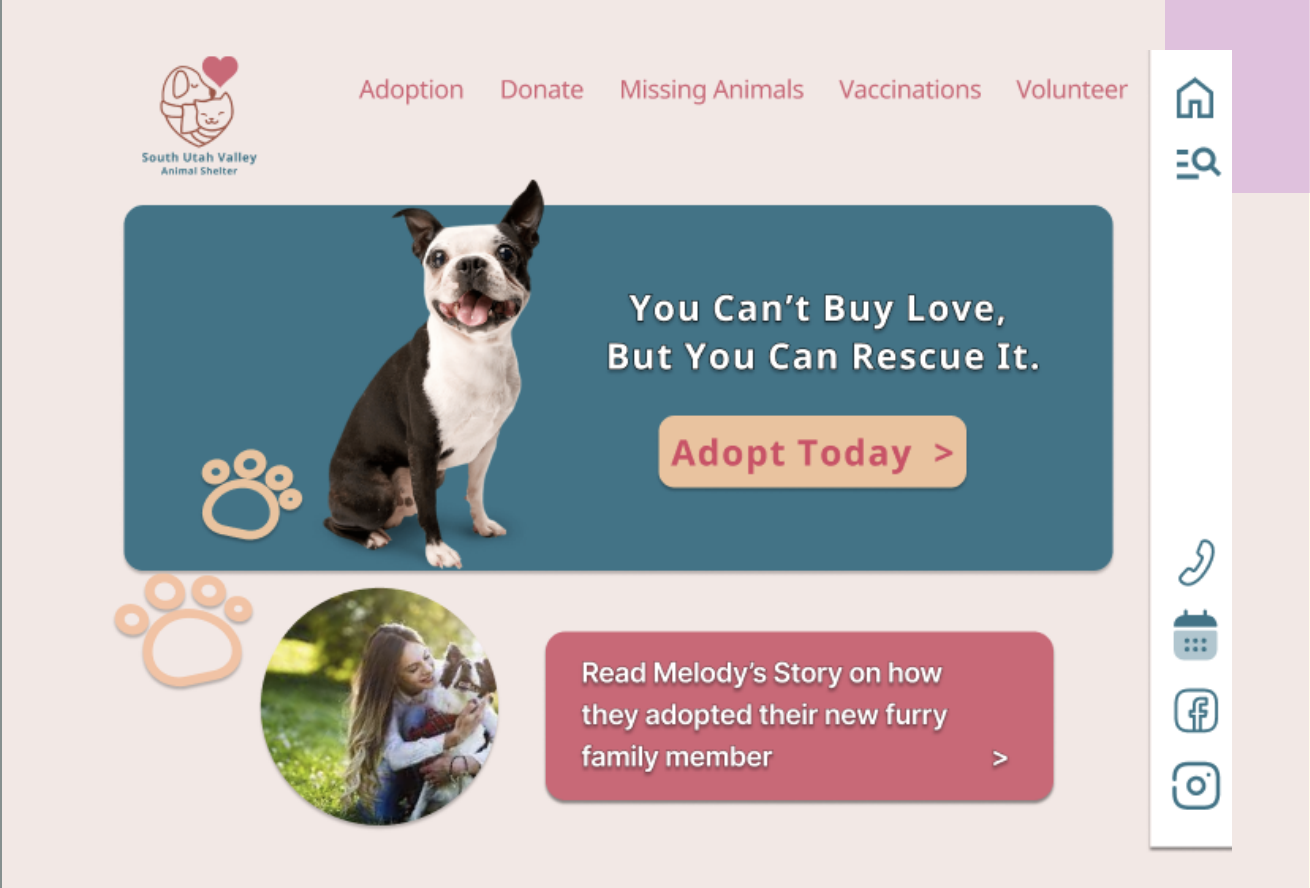 South Utah Valley
Animal Shelter
Adoption Donate Missing Animals Vaccinations Volunteer
You Can’t Buy Love,
But You Can Rescue It.
Adopt Today >
Read Melody’s Story on how
they adopted their new furry
family member >